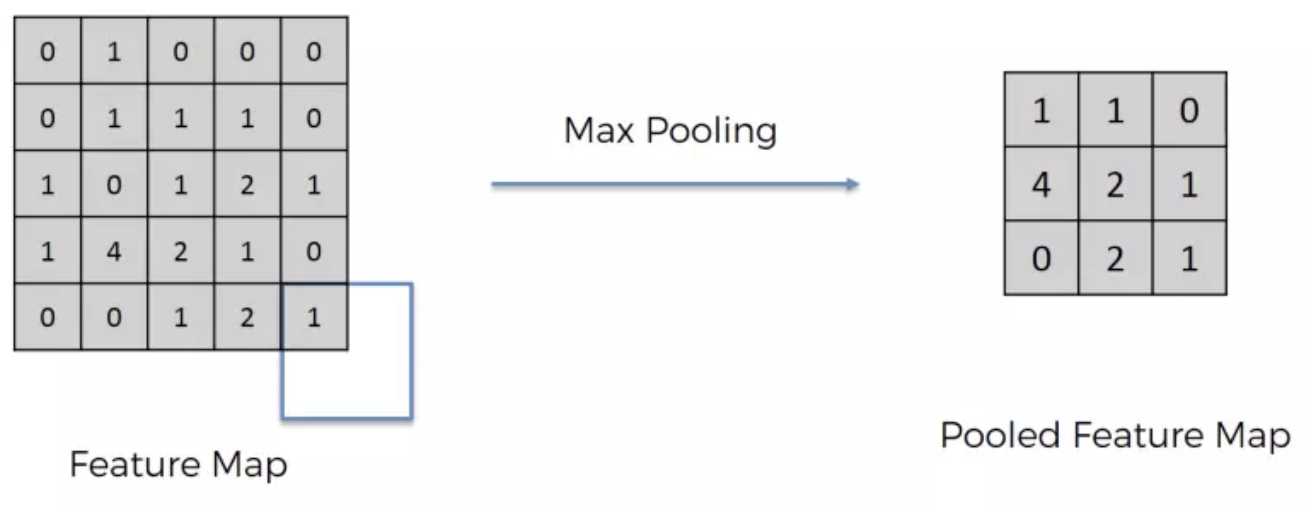 0 1 0 0 0
0 1 1 1 0
1 0 1 2 1
1 4 2 1 0
0 0 1 2 1
Feature Map
Max Pooling
1 1 0
4 2 1
0 2 1
Pooled Feature Map